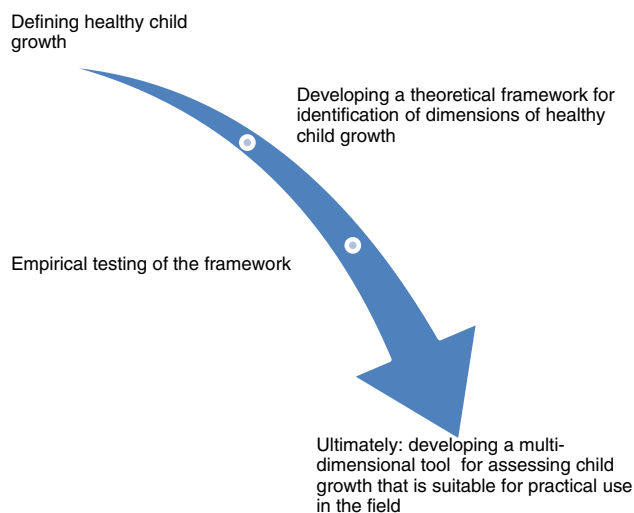 Defining healthy child
growth
Developing a theoretical framework for
identification of dimensions of healthy
child growth
Empirical testing of the framework
Ultimately: developing a multi-
dimensional tool  for assessing child
growth that is suitable for practical use
in the field